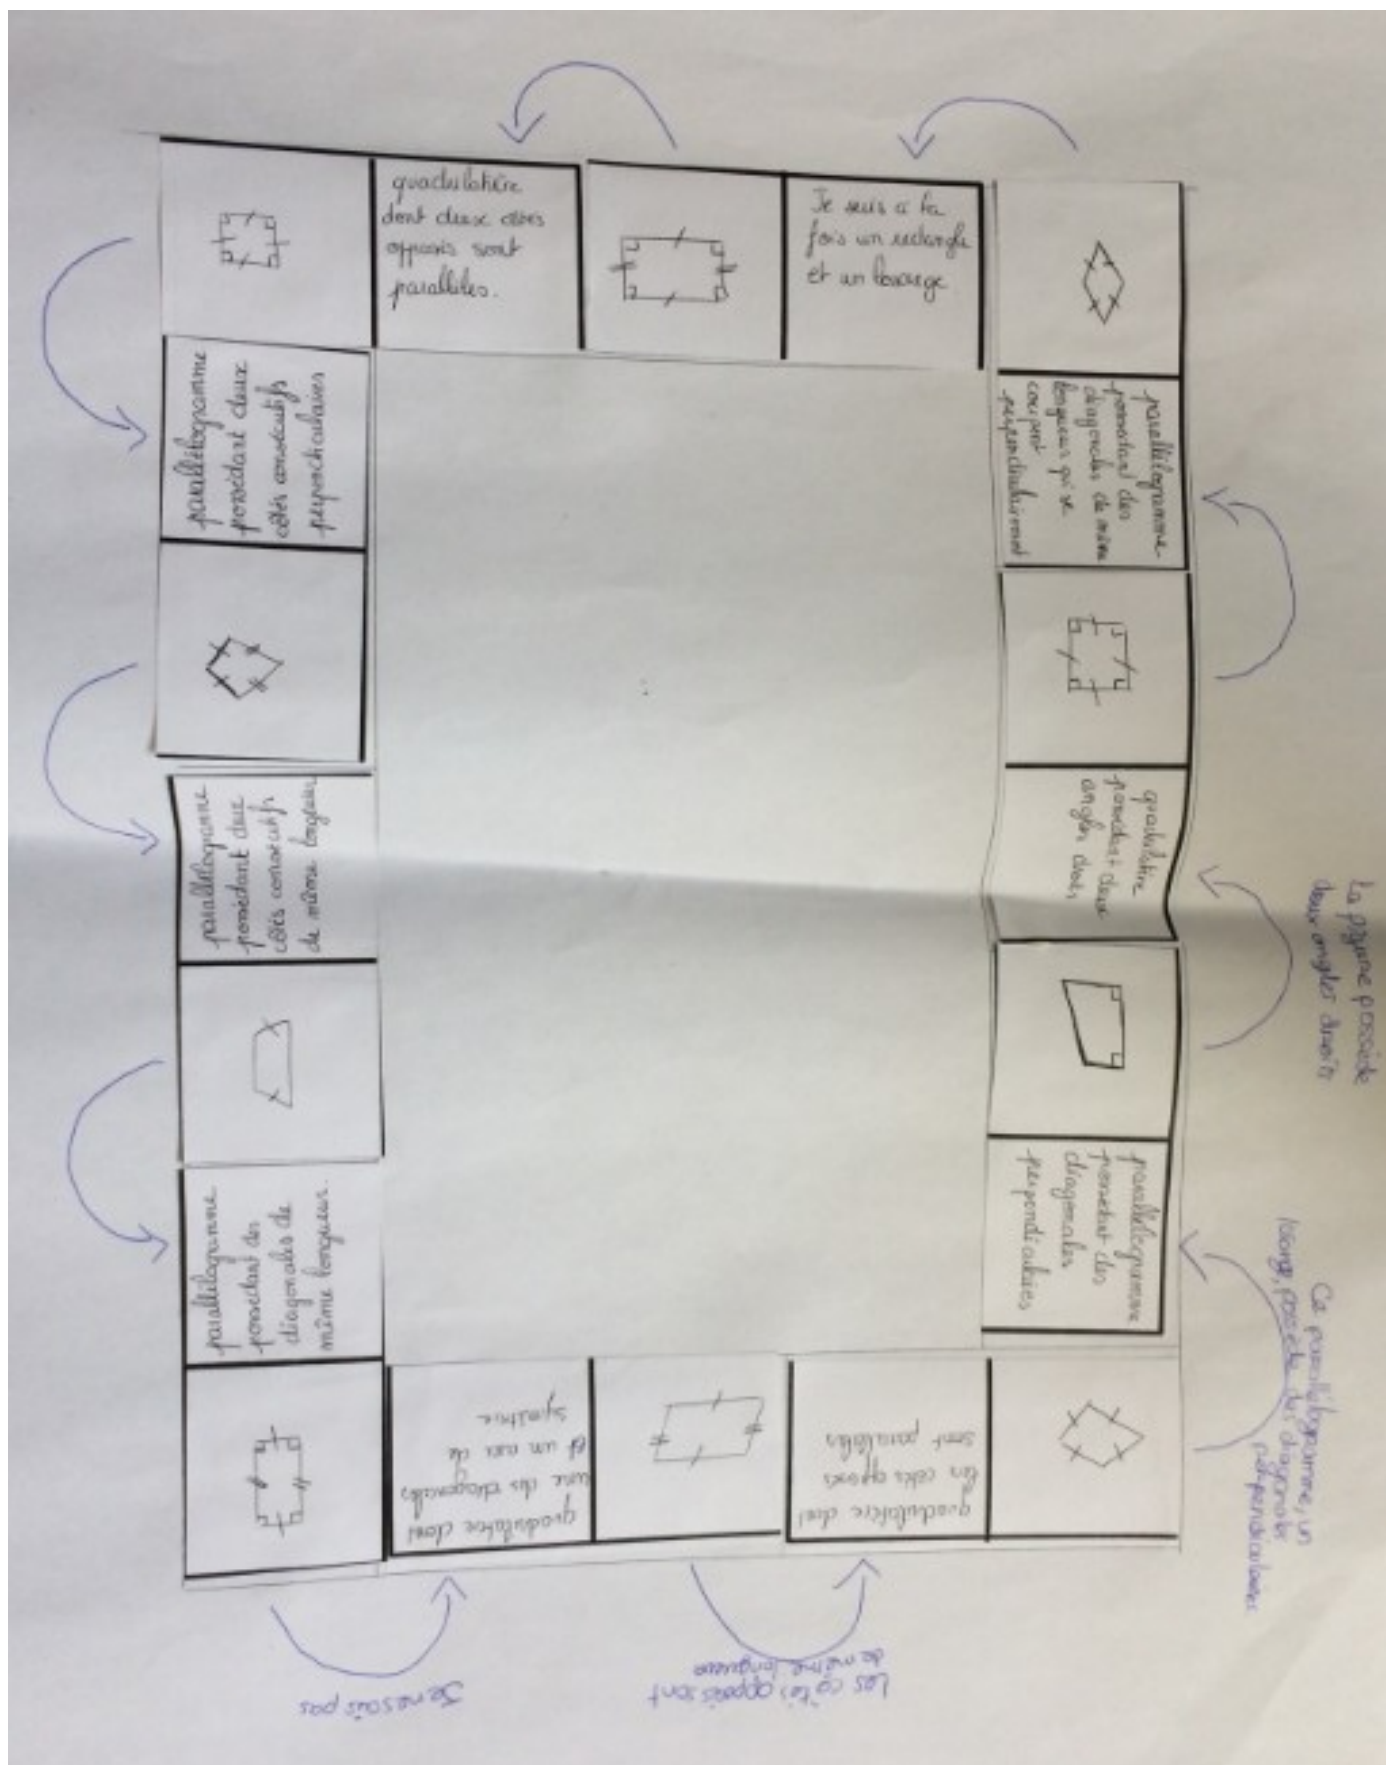 quadrilatère
dont deux côtés
opposés sont
parallèles.
Je suis à la
fois un rectangle
et un losange
parallélogramme
possédant des
diagonales de même
longueur qui se
coupent
perpendiculairement
quadrilatère
possédant deux
angles droits
La figure possède
deux angles droits
parallélogramme
possédant des
diagonales
perpendiculaires
Ce parallélogramme, un
losange, possède des diagonales
perpendiculaires
quadrilatère dont
les côtés opposés
sont parallèles
Les côtés opposés sont
de même longueur
quadrilatère dont
une des diagonales
est un axe de
symétrie
Je ne sais pas
parallélogramme
possédant des
diagonales de
même longueur.
parallélogramme
possédant deux
côtés consécutifs
de même longueur
parallélogramme
possédant deux
côtés consécutifs
perpendiculaires